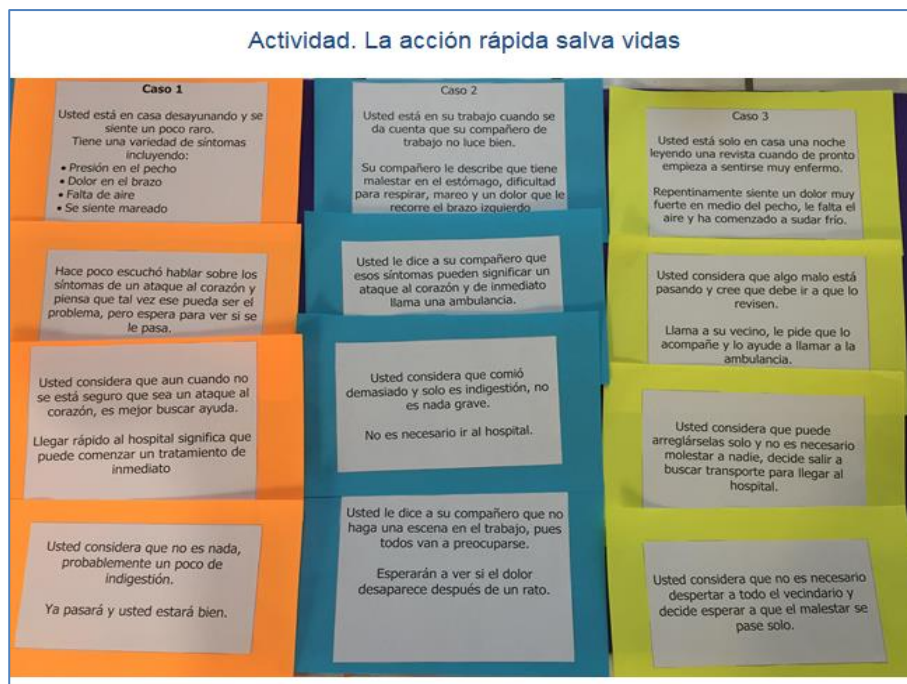 Actividad. La acción rápida salva vidas
Caso 1
Usted está en casa desayunando y se
siente un poco raro.
Tiene una variedad de síntomas
incluyendo:
• Presión en el pecho
• Dolor en el brazo
• Falta de aire
• Se siente mareado
Hace poco escuchó hablar sobre los
síntomas de un ataque al corazón y
piensa que tal vez ese pueda ser el
problema, pero espera para ver si se
le pasa.
Usted considera que aun cuando no
se está seguro que sea un ataque al
corazón, es mejor buscar ayuda.
Llegar rápido al hospital significa que
puede comenzar un tratamiento de
inmediato
Usted considera que no es nada,
probablemente un poco de
indigestión.
Ya pasará y usted estará bien.
Caso 2
Usted está en su trabajo cuando se
da cuenta que su compañero de
trabajo no luce bien.
Su compañero le describe que tiene
malestar en el estómago, dificultad
para respirar, mareo y un dolor que le
recorre el brazo izquierdo
Usted le dice a su compañero que
esos síntomas pueden significar un
ataque al corazón y de inmediato
llama una ambulancia.
Usted considera que comió
demasiado y solo es indigestión, no
es nada grave.
No es necesario ir al hospital.
Usted le dice a su compañero que no
haga una escena en el trabajo, pues
todos van a preocuparse.
Esperarán a ver si el dolor
desaparece después de un rato.
Caso 3
Usted está solo en casa una noche
leyendo una revista cuando de pronto
empieza a sentirse muy enfermo.
Repentinamente siente un dolor muy
fuerte en medio del pecho, le falta el
aire y ha comenzado a sudar frío.
Usted considera que algo malo está
pasando y cree que debe ir a que lo
revisen.
Llama a su vecino, le pide que lo
acompañe y lo ayude a llamar a la
ambulancia.
Usted considera que puede
arreglárselas solo y no es necesario
molestar a nadie, decide salir a
buscar transporte para llegar al
hospital.
Usted considera que no es necesario
despertar a todo el vecindario y
decide esperar a que el malestar se
pase solo.